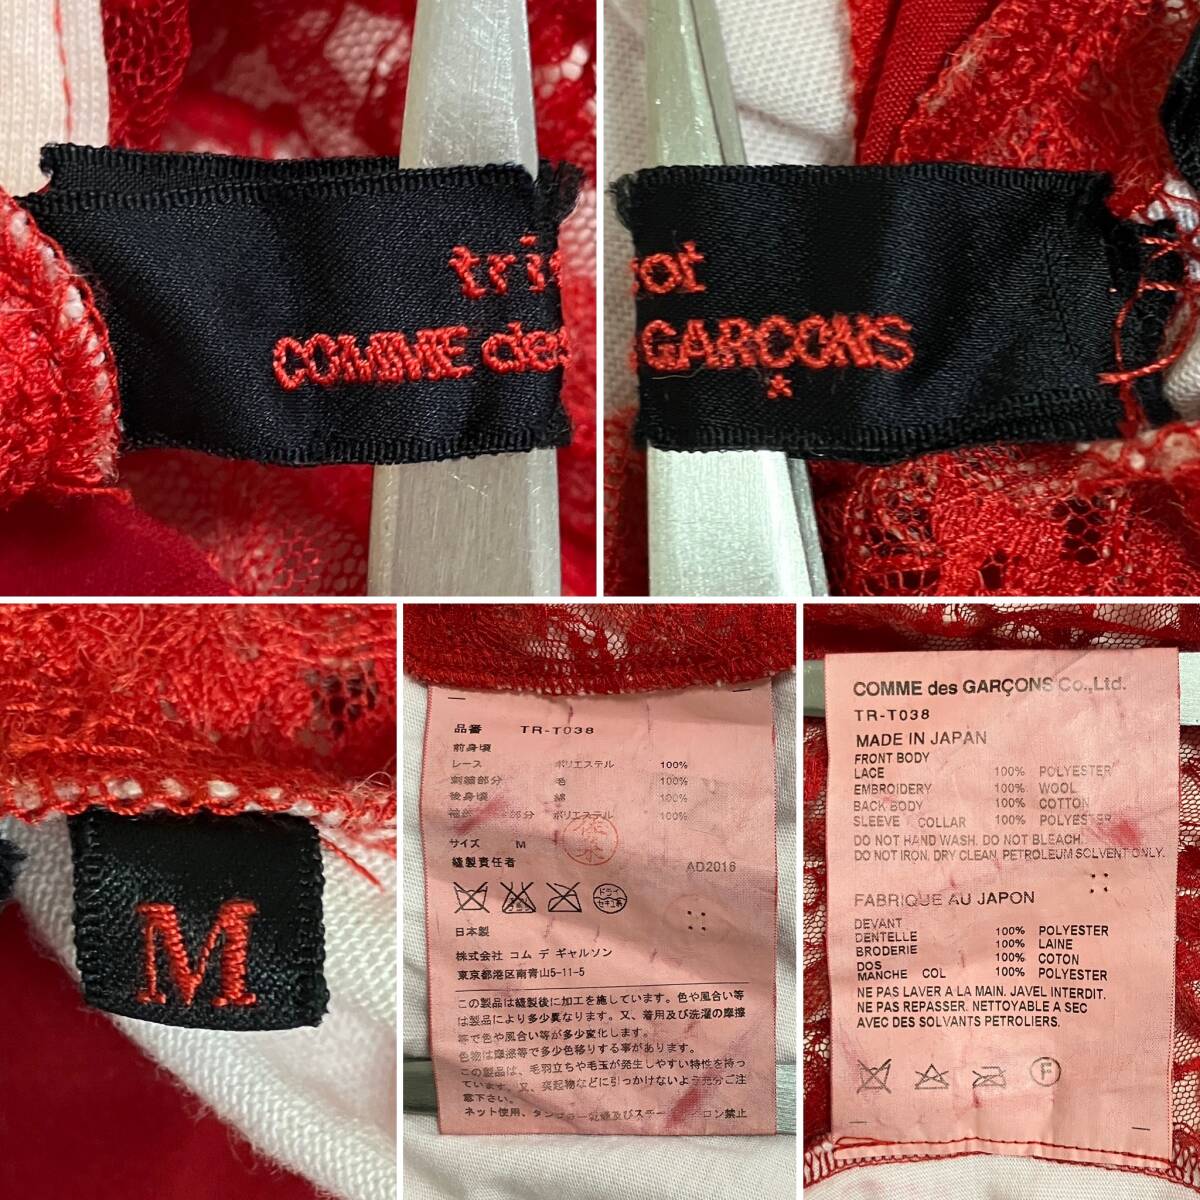 COMME des
GARCONS
M
品番 TR-T038
前身頃
レース ポリエステル 100%
刺繍部分 毛 100%
後身頃 綿 100%
部分 ポリエステル 100%
サイズ M
縫製責任者
AD2016
ドライ
セキユ系
日本製
株式会社 コム デ ギャルソン
東京都港区南青山5-11-5
この製品は縫製後に加工を施しています。色や風合い等
は製品により多少異なります。又、着用及び洗濯の摩擦
等で色や風合い等が多少変化します。
色物は摩擦等で多少色移りする事があります。
この製品は、毛羽立ちや毛玉が発生しやすい特性を持っ
ています。又、突起物などに引っかけないよう充分ご注
意下さい。
ネット使用、タンブラー乾燥及びスチームアイロン禁止
COMME des GARÇONS Co.,Ltd.
TR-T038
MADE IN JAPAN
FRONT BODY
LACE 100% POLYESTER
EMBROIDERY 100% WOOL
BACK BODY 100% COTTON
SLEEVE COLLAR 100% POLYESTER
DO NOT HAND WASH. DO NOT BLEACH.
DO NOT IRON. DRY CLEAN, PETROLEUM SOLVENT ONLY.
FABRIQUE AU JAPON
DEVANT
DENTELLE 100% POLYESTER
BRODERIE 100% LAINE
DOS 100% COTON
MANCHE COL 100% POLYESTER
NE PAS LAVER A LA MAIN. JAVEL INTERDIT.
NE PAS REPASSER. NETTOYABLE A SEC
AVEC DES SOLVANTS PETROLIERS.
F